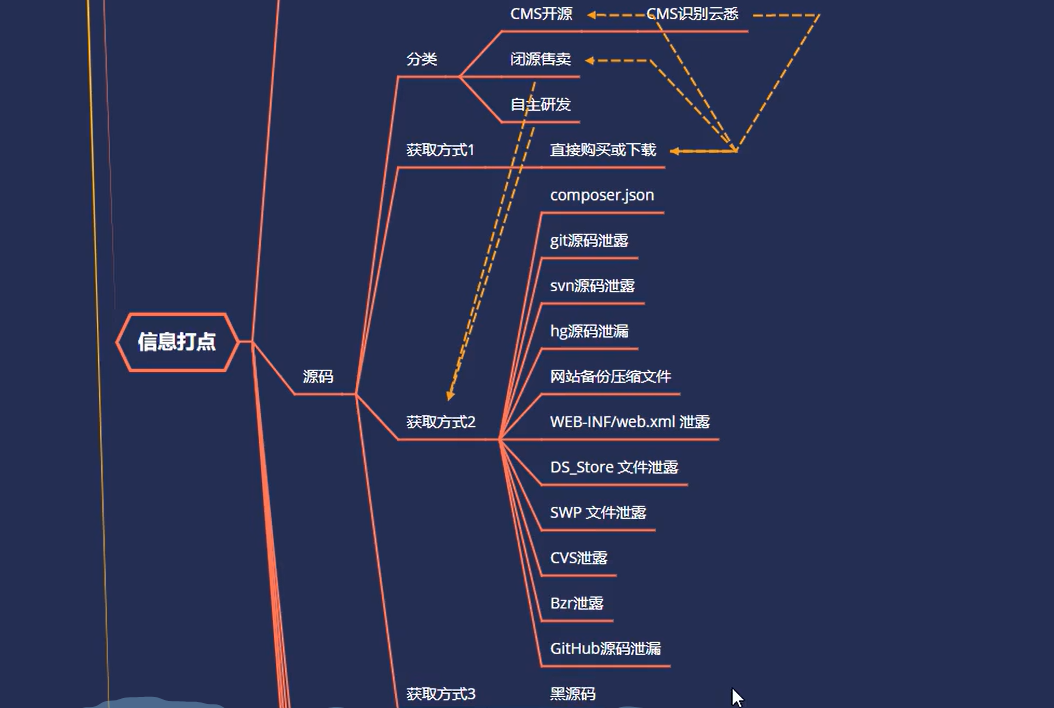 CMS开源
CMS识别云悉
分类
闭源售卖
自主研发
获取方式1
直接购买或下载
composer.json
git源码泄露
svn源码泄露
hg源码泄漏
网站备份压缩文件
信息打点
源码
获取方式2
WEB-INF/web.xml 泄露
DS_Store 文件泄露
SWP 文件泄露
CVS泄露
Bzr泄露
GitHub源码泄漏
获取方式3
黑源码